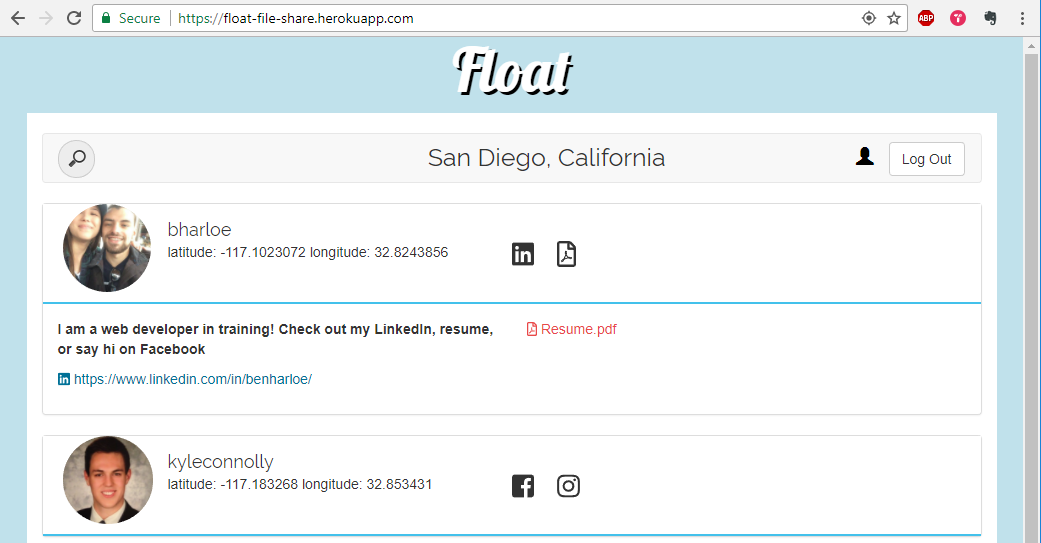 Secure
https://float-file-share.herokuapp.com
ABP
Float
San Diego, California
Log Out
bharloe
latitude: -117.1023072 longitude: 32.8243856
in
I am a web developer in training! Check out my LinkedIn, resume,
or say hi on Facebook
Resume.pdf
in https://www.linkedin.com/in/benharloe/
kyleconnolly
latitude: -117.183268 longitude: 32.853431